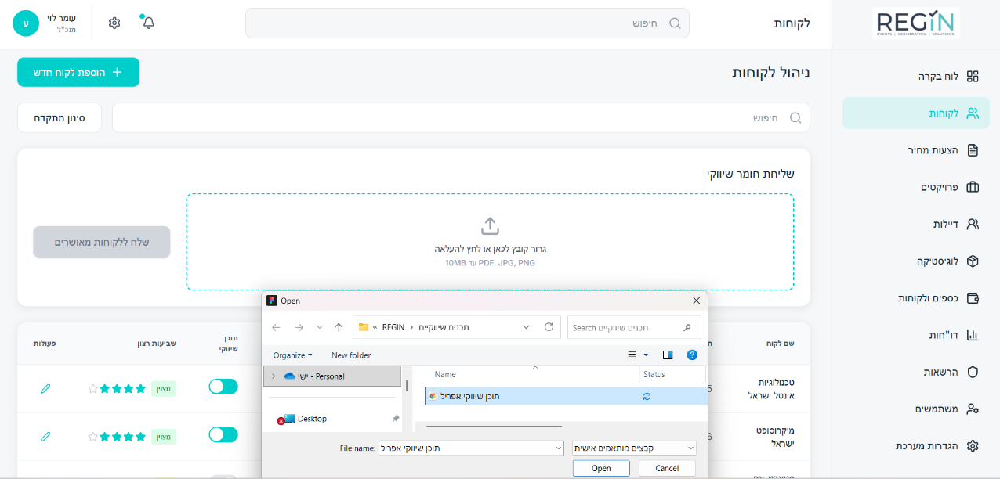 REGIN
EVENTS | REGISTRATION | SOLUTIONS
לקוחות
חיפוש
עומר לוי
מנכ"ל
ע
לוח בקרה
לקוחות
הצעות מחיר
פרויקטים
דיילות
לוגיסטיקה
כספים ולקוחות
דו"חות
הרשאות
משתמשים
הגדרות מערכת
ניהול לקוחות
הוספת לקוח חדש
חיפוש
סינון מתקדם
שליחת חומר שיווקי
גרור קובץ לכאן או לחץ להעלאה
PDF, JPG, PNG עד 10MB
שלח ללקוחות מאושרים
שם לקוח
תוכן
שיווקי
שביעות רצון
פעולות
טכנולוגיות
אינטל ישראל
5
מצוין
מיקרוסופט
ישראל
6
מצוין
Open
« REGIN › תכנים שיווקיים
Search תכנים שיווקיים
Organize
New folder
ישי - Personal
Desktop
Name
Status
תוכן שיווקי אפריל
File name:
תוכן שיווקי אפריל
קבצים מותאמים אישית
Open
Cancel